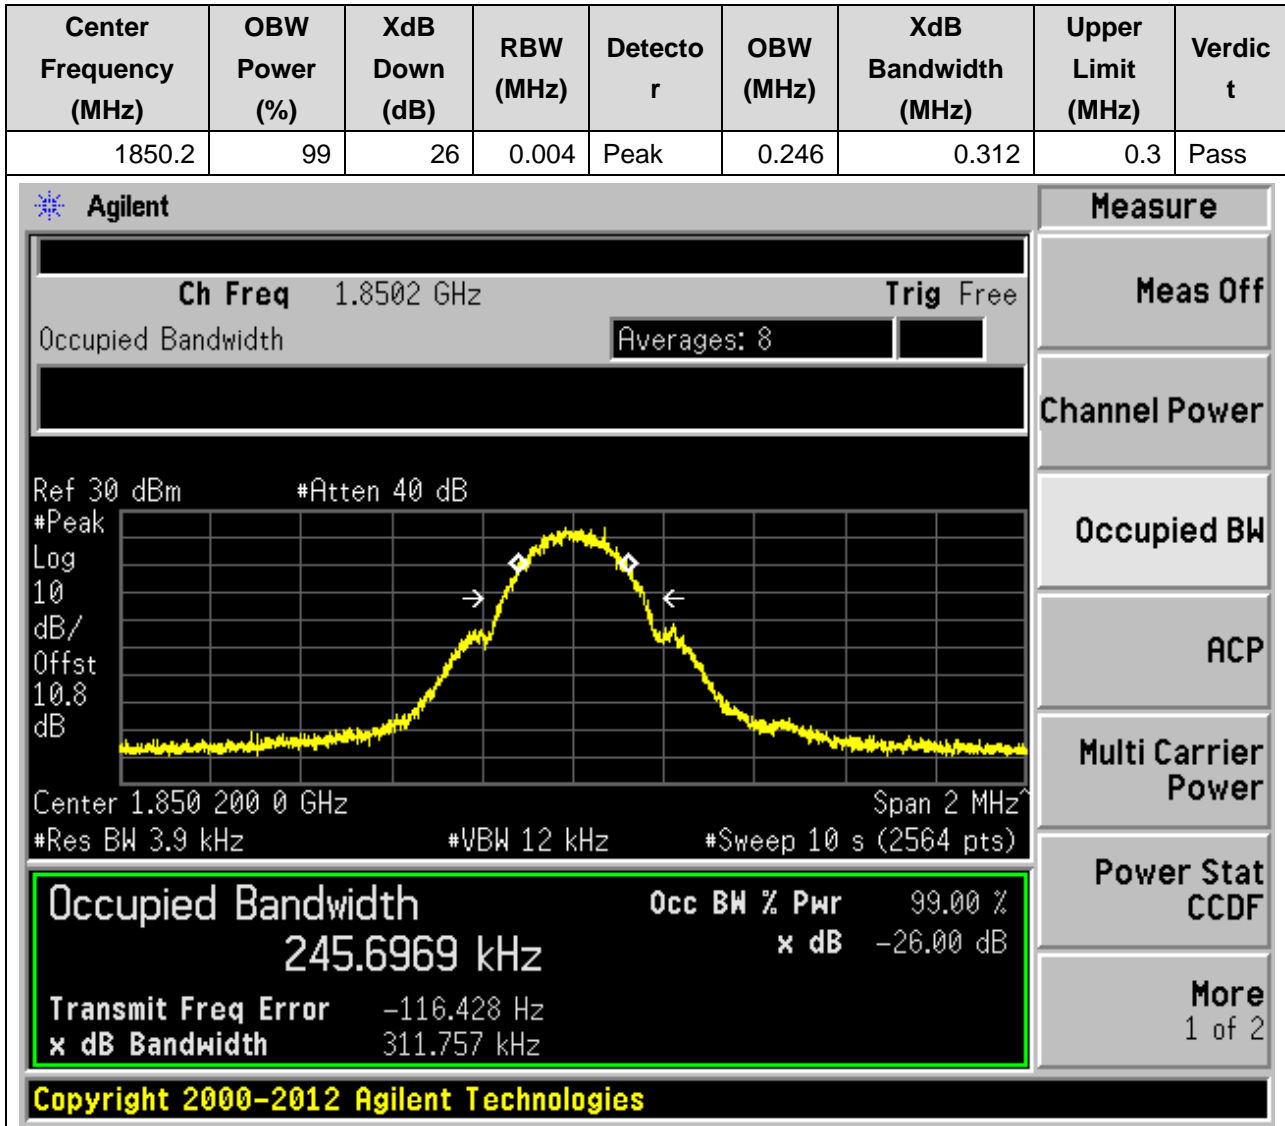 Center Frequency (MHz) OBW Power (%) XdB Down (dB) RBW (MHz) Detector OBW (MHz) XdB Bandwidth (MHz) Upper Limit (MHz) Verdict
1850.2 99 26 0.004 Peak 0.246 0.312 0.3 Pass
Agilent
Measure
Ch Freq 1.8502 GHz Trig Free
Meas Off
Occupied Bandwidth Averages: 8
Channel Power
Ref 30 dBm #Atten 40 dB
#Peak
Log
10
dB/
Offst
10.8
dB
Occupied BW
ACP
Multi Carrier
Power
Center 1.850 200 0 GHz Span 2 MHz^
#Res BW 3.9 kHz #VBW 12 kHz #Sweep 10 s (2564 pts)
Power Stat
CCDF
Occupied Bandwidth Occ BW % Pwr 99.00 %
245.6969 kHz x dB -26.00 dB
Transmit Freq Error -116.428 Hz
x dB Bandwidth 311.757 kHz
More
1 of 2
Copyright 2000-2012 Agilent Technologies